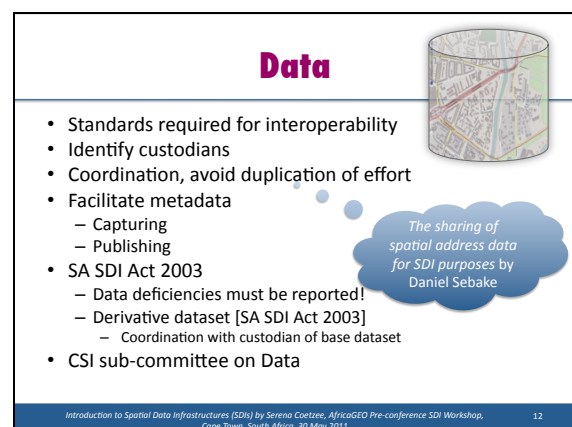 Data
• Standards required for interoperability
• Identify custodians
• Coordination, avoid duplication of effort
• Facilitate metadata
– Capturing
– Publishing
• SA SDI Act 2003
– Data deficiencies must be reported!
– Derivative dataset [SA SDI Act 2003]
– Coordination with custodian of base dataset
• CSI sub-committee on Data
The sharing of
spatial address data
for SDI purposes by
Daniel Sebake
Introduction to Spatial Data Infrastructures (SDIs) by Serena Coetzee, AfricaGEO Pre-conference SDI Workshop,
Cape Town, South Africa, 30 May 2011
12